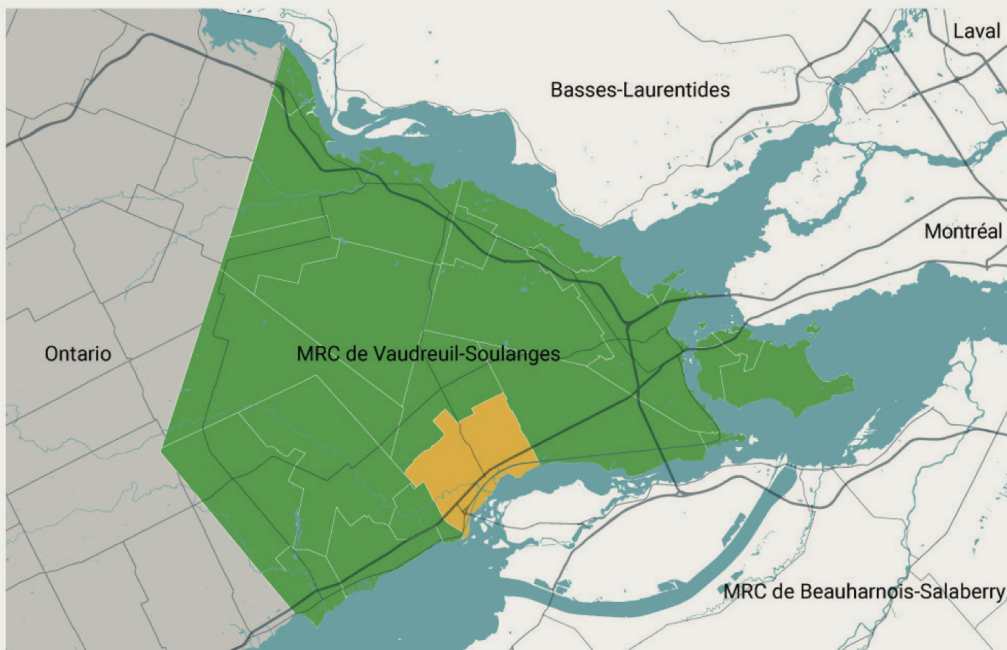 Laval
Basses-Laurentides
Montréal
Ontario
MRC de Vaudreuil-Soulanges
MRC de Beauharnois-Salaberry